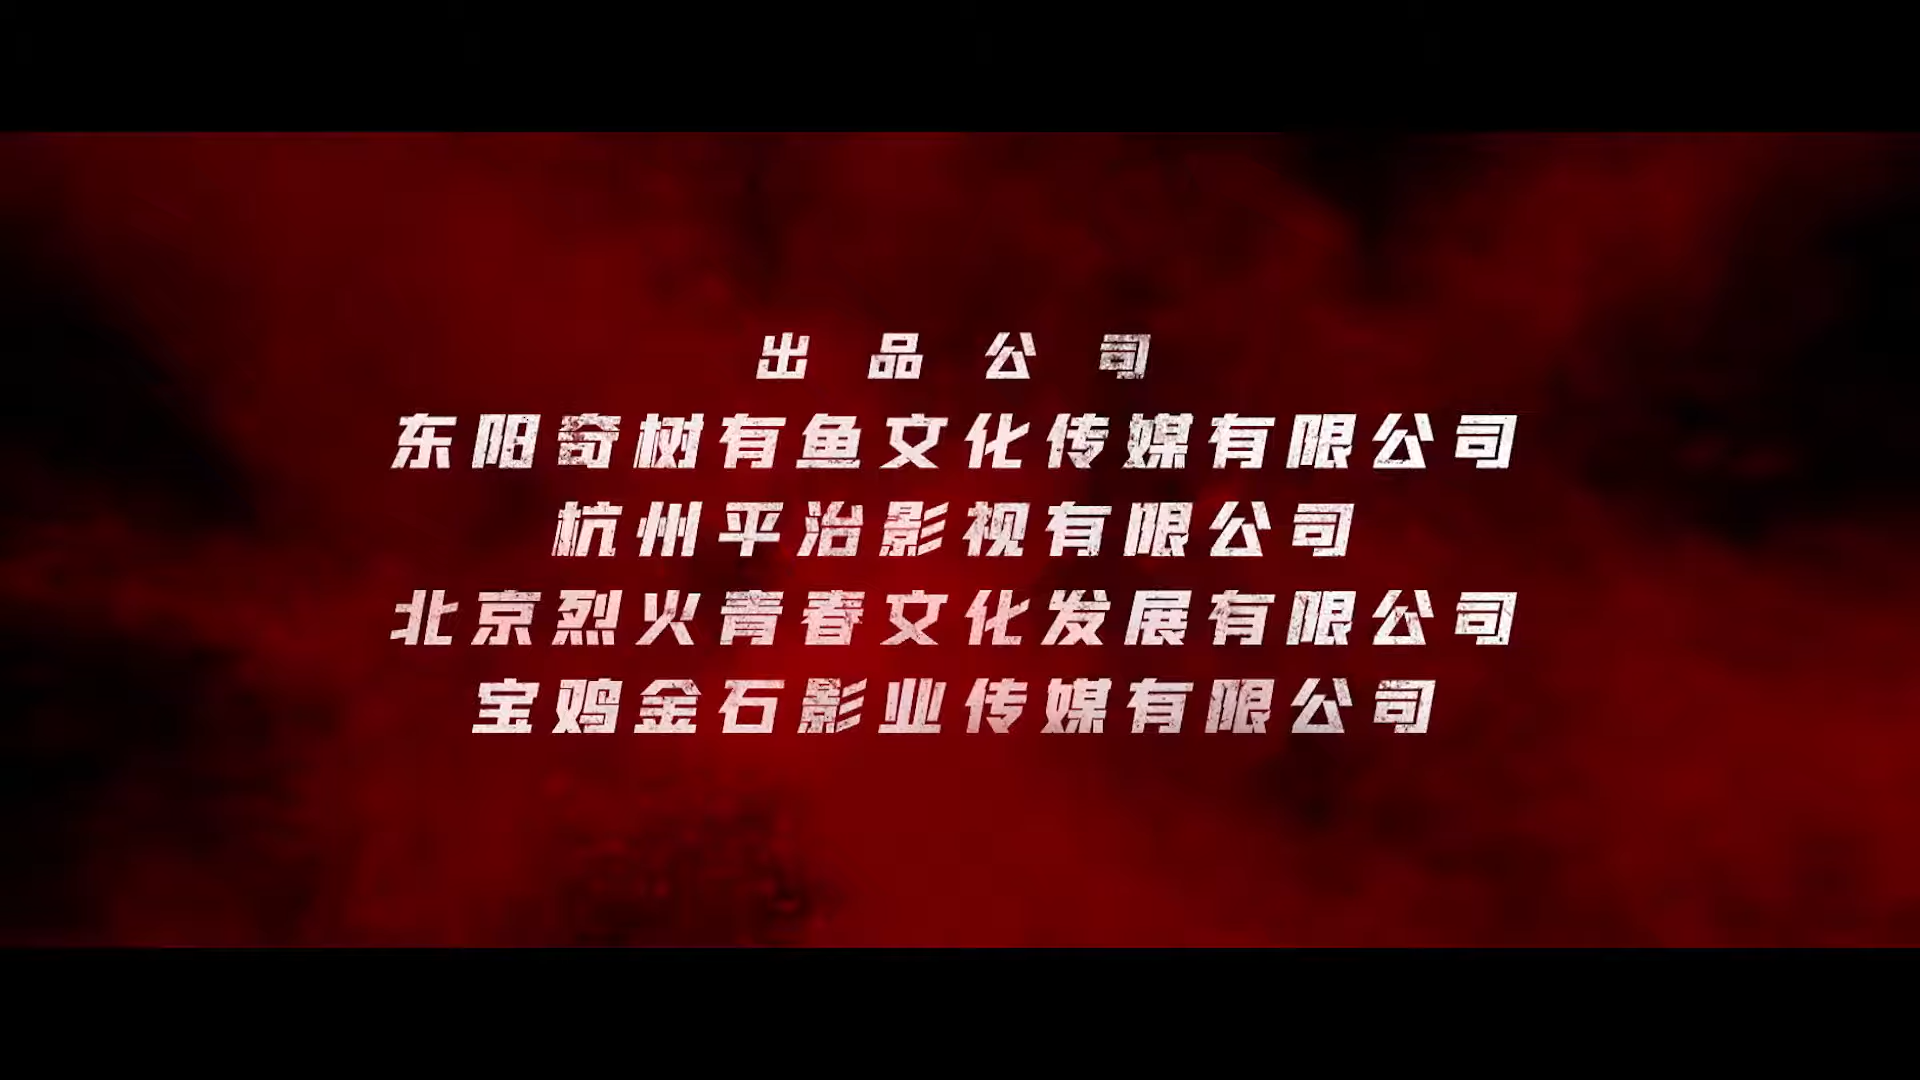 出品公司
东阳奇树有鱼文化传媒有限公司
杭州平治影视有限公司
北京烈火青春文化发展有限公司
宝鸡金石影业传媒有限公司